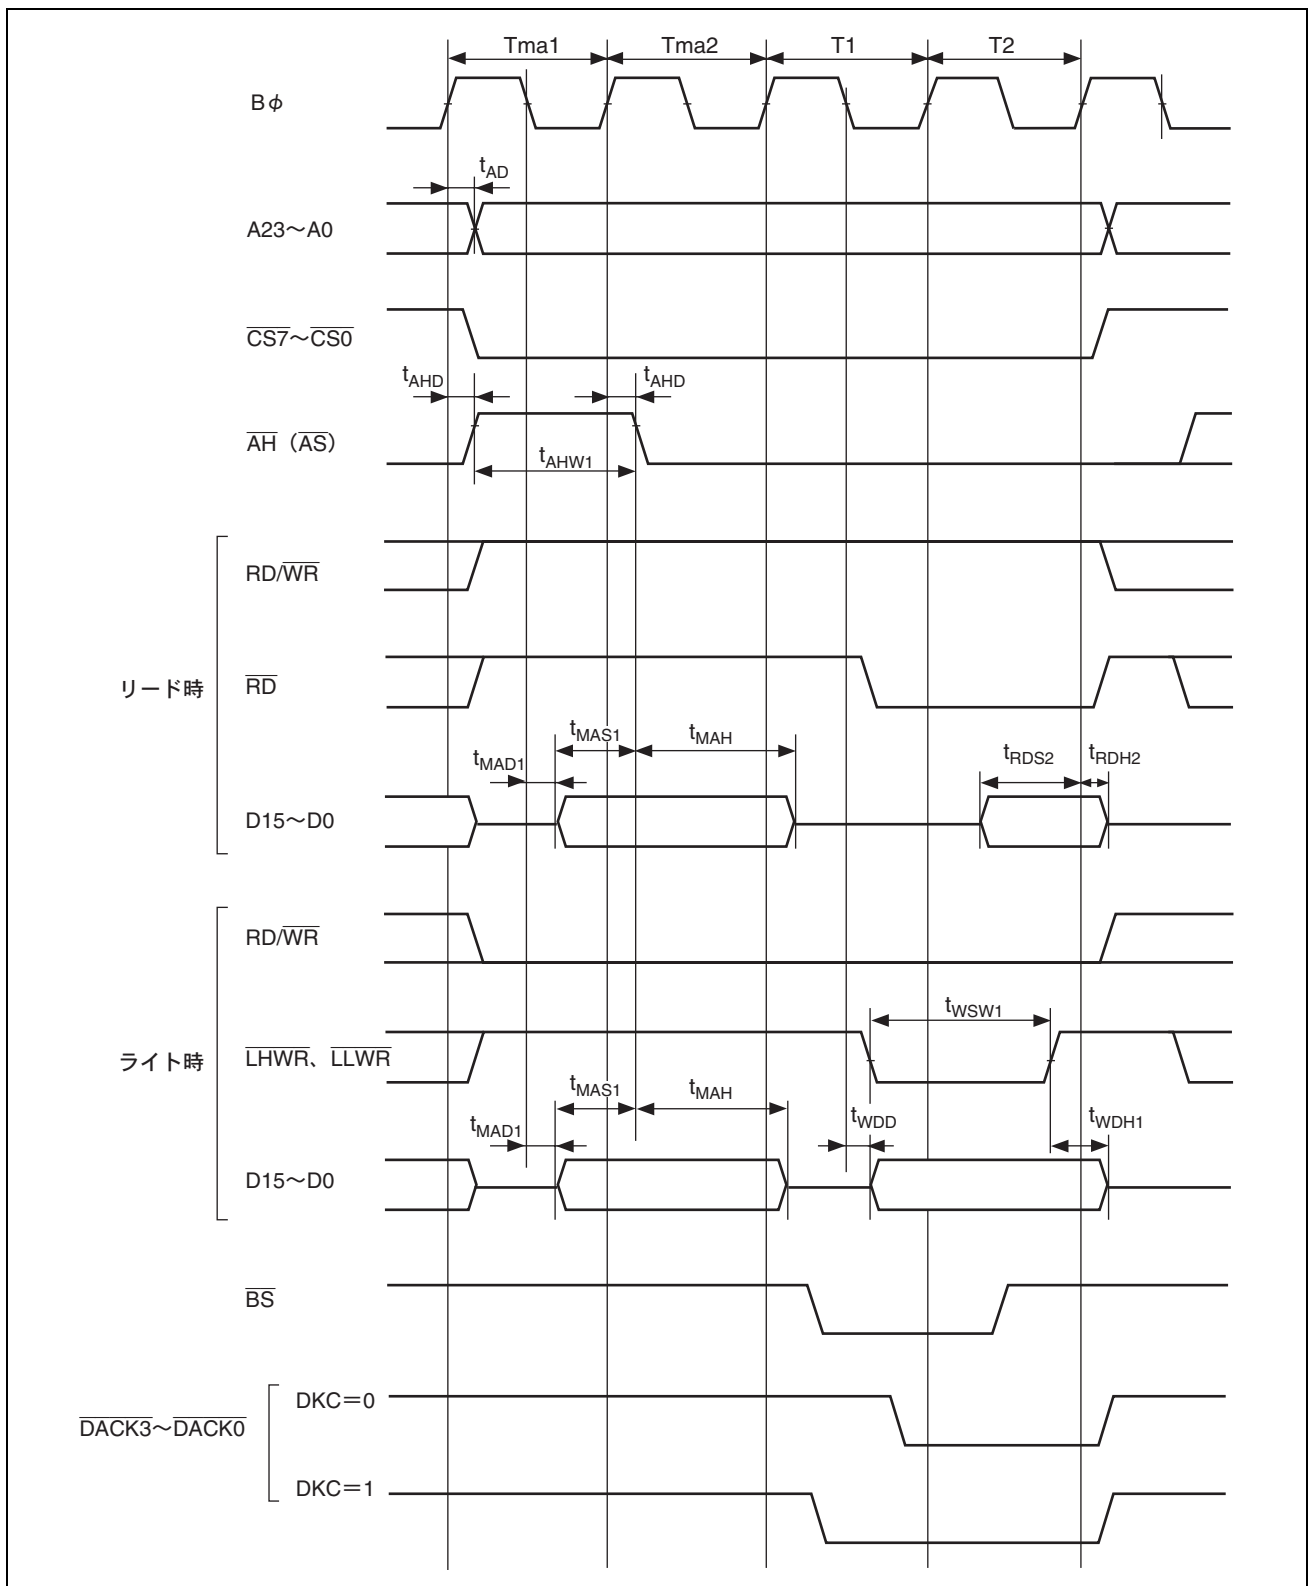 Tma1 Tma2 T1 T2
Bφ
tAD
A23～A0
CS7～CS0
tAHD tAHD
AH（AS）
tAHW1
RD/WR
リード時
RD
tMAD1 tMAS1 tMAH tRDS2 tRDH2
D15～D0
RD/WR
ライト時
tWSW1
LHWR、LLWR
tMAD1 tMAS1 tMAH tWDD tWDH1
D15～D0
BS
DACK3～DACK0
DKC＝0
DKC＝1